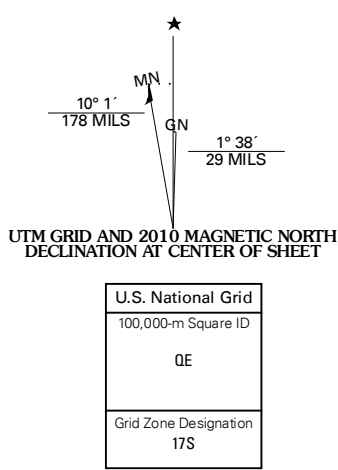 ★
MN
10° 1´
178 MILS
GN
1° 38´
29 MILS
UTM GRID AND 2010 MAGNETIC NORTH
DECLINATION AT CENTER OF SHEET
U.S. National Grid
100,000-m Square ID
QE
Grid Zone Designation
17S